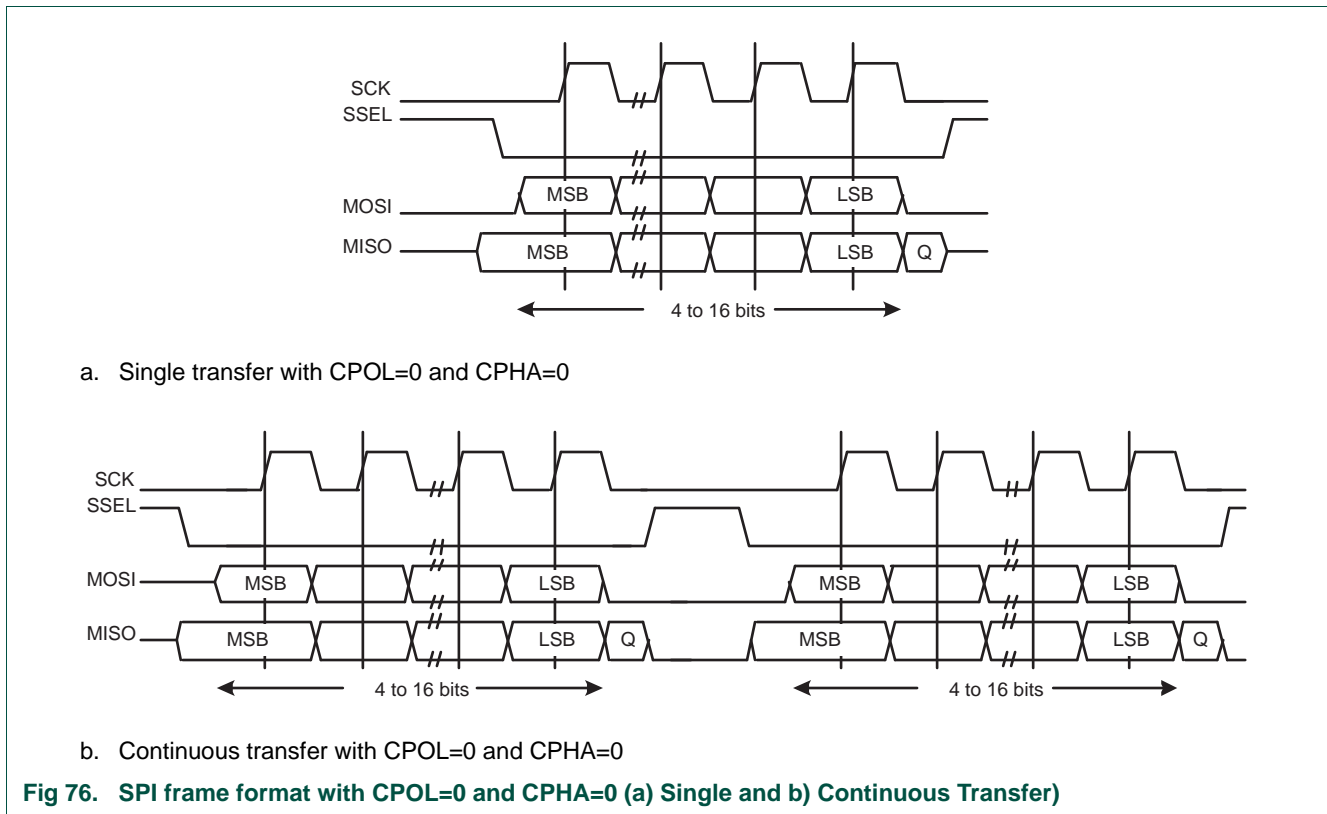 SCK
SSEL
MOSI MSB LSB
MISO MSB LSB Q
4 to 16 bits
a. Single transfer with CPOL=0 and CPHA=0
SCK
SSEL
MOSI MSB LSB MSB LSB
MISO MSB LSB Q MSB LSB Q
4 to 16 bits 4 to 16 bits
b. Continuous transfer with CPOL=0 and CPHA=0
Fig 76. SPI frame format with CPOL=0 and CPHA=0 (a) Single and b) Continuous Transfer)